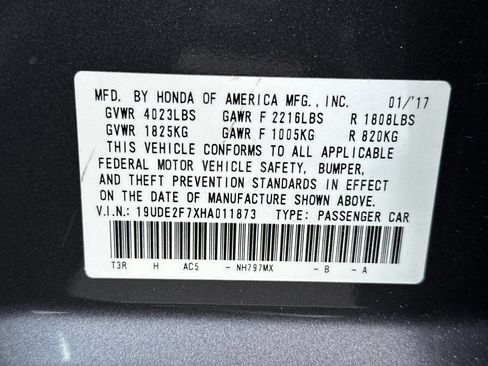 MFD. BY HONDA OF AMERICA MFG., INC. 01/'17
GVWR 4023LBS GAWR F 2216LBS R 1808LBS
GVWR 1825KG GAWR F 1005KG R 820KG
THIS VEHICLE CONFORMS TO ALL APPLICABLE
FEDERAL MOTOR VEHICLE SAFETY, BUMPER,
AND THEFT PREVENTION STANDARDS IN EFFECT
ON THE DATE OF MANUFACTURE SHOWN ABOVE.
V.I.N.: 19UDE2F7XHA011873 TYPE: PASSENGER CAR
T3R H AC5 - NH797MX - B - A